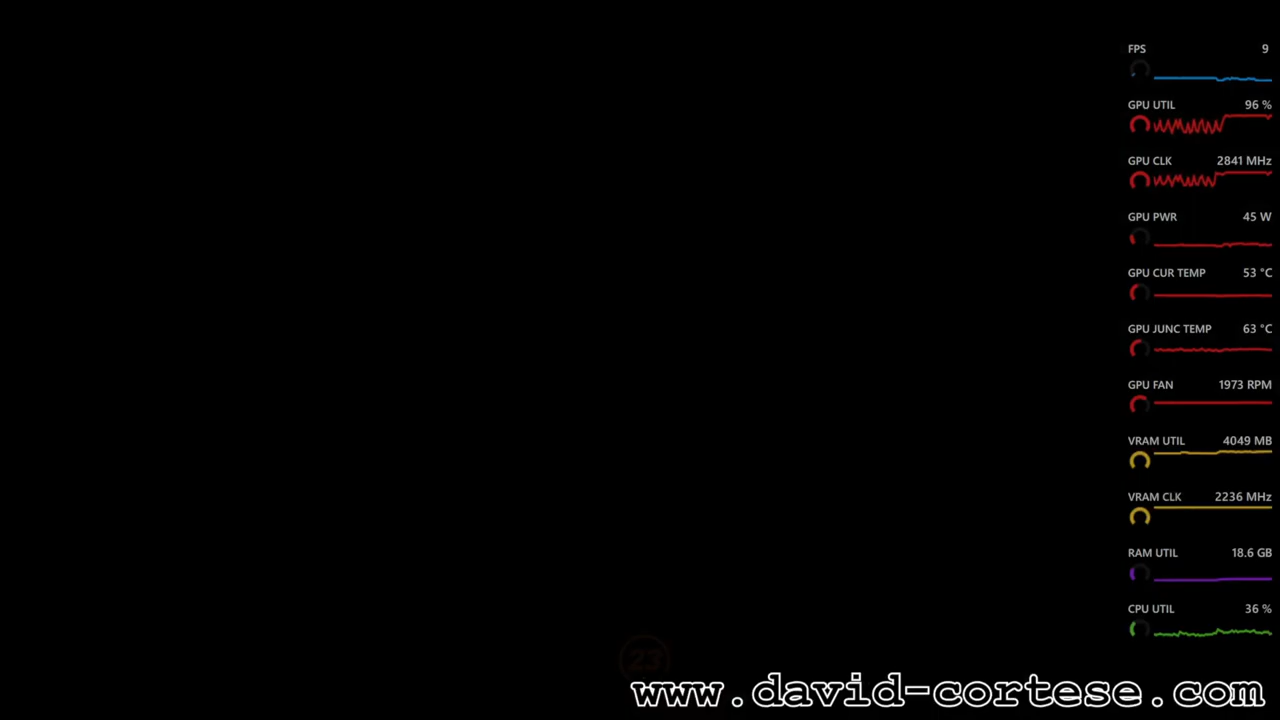 FPS 9
GPU UTIL 96 %
GPU CLK 2841 MHz
GPU PWR 45 W
GPU CUR TEMP 53 °C
GPU JUNC TEMP 63 °C
GPU FAN 1973 RPM
VRAM UTIL 4049 MB
VRAM CLK 2236 MHz
RAM UTIL 18.6 GB
CPU UTIL 36 %
23
www.david-cortese.com